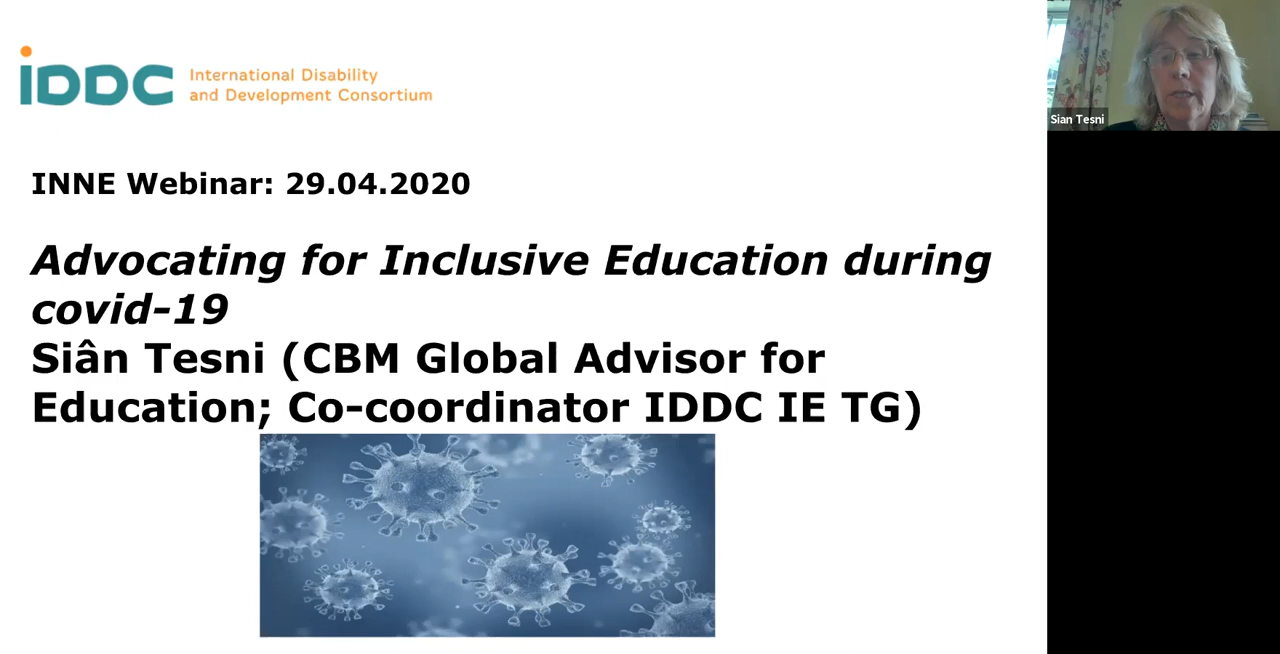 iDDC
International Disability
and Development Consortium
Sian Tesni
INNE Webinar: 29.04.2020
Advocating for Inclusive Education during
covid-19
Siân Tesni (CBM Global Advisor for
Education; Co-coordinator IDDC IE TG)